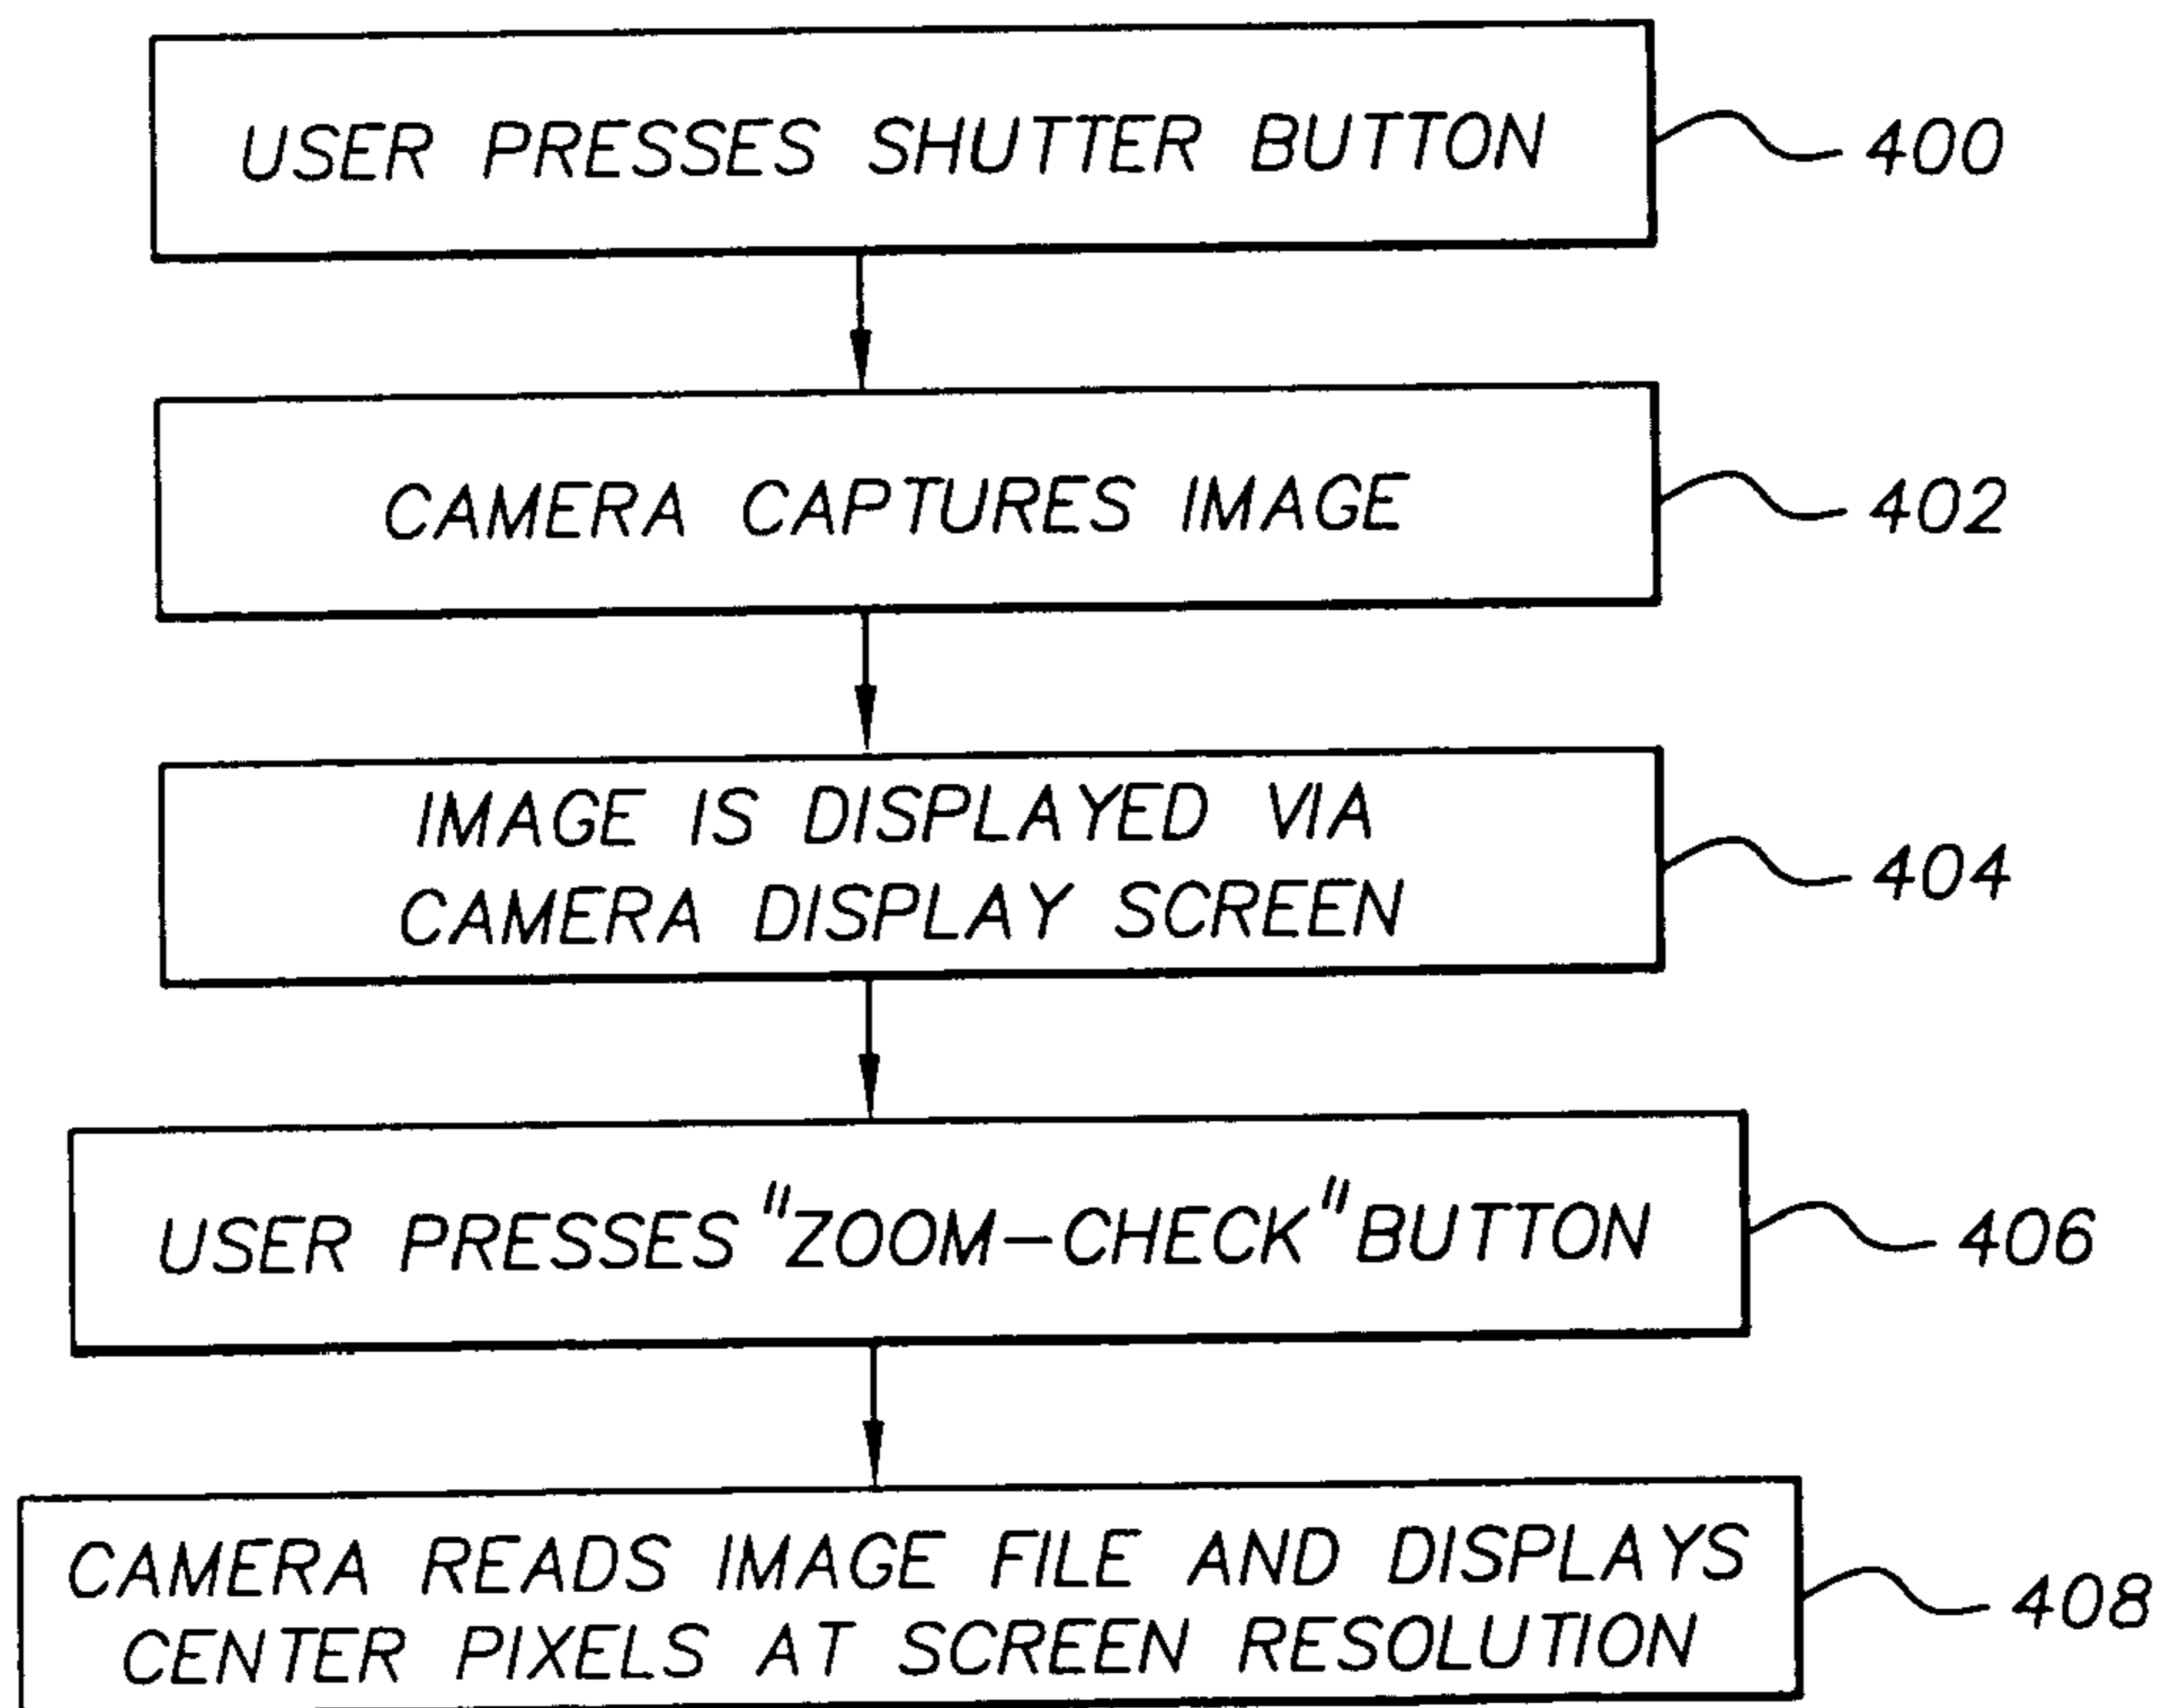 USER PRESSES SHUTTER BUTTON
400
CAMERA CAPTURES IMAGE
402
IMAGE IS DISPLAYED VIA
CAMERA DISPLAY SCREEN
404
USER PRESSES "ZOOM-CHECK" BUTTON
406
CAMERA READS IMAGE FILE AND DISPLAYS
CENTER PIXELS AT SCREEN RESOLUTION
408